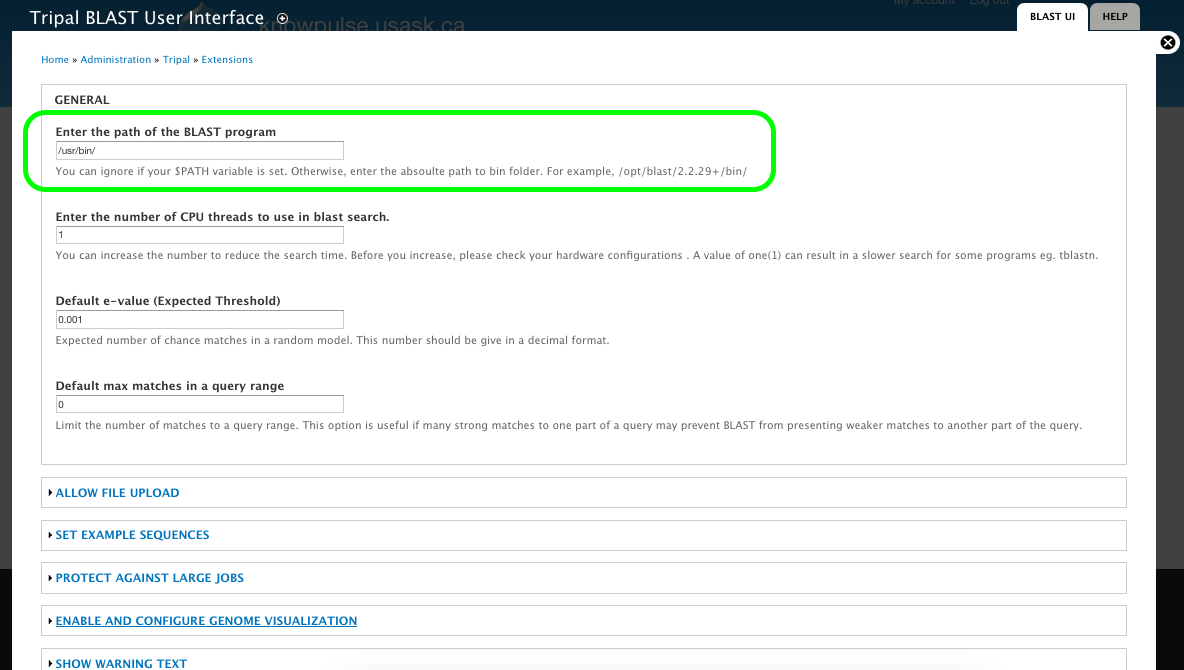 Tripal BLAST User Interface
knowpulse.usask.ca
My account Log out
BLAST UI
HELP
Home » Administration » Tripal » Extensions
GENERAL
Enter the path of the BLAST program
/usr/bin/
You can ignore if your $PATH variable is set. Otherwise, enter the absoulte path to bin folder. For example, /opt/blast/2.2.29+/bin/
Enter the number of CPU threads to use in blast search.
1
You can increase the number to reduce the search time. Before you increase, please check your hardware configurations . A value of one(1) can result in a slower search for some programs eg. tblastn.
Default e-value (Expected Threshold)
0.001
Expected number of chance matches in a random model. This number should be give in a decimal format.
Default max matches in a query range
0
Limit the number of matches to a query range. This option is useful if many strong matches to one part of a query may prevent BLAST from presenting weaker matches to another part of the query.
ALLOW FILE UPLOAD
SET EXAMPLE SEQUENCES
PROTECT AGAINST LARGE JOBS
ENABLE AND CONFIGURE GENOME VISUALIZATION
SHOW WARNING TEXT